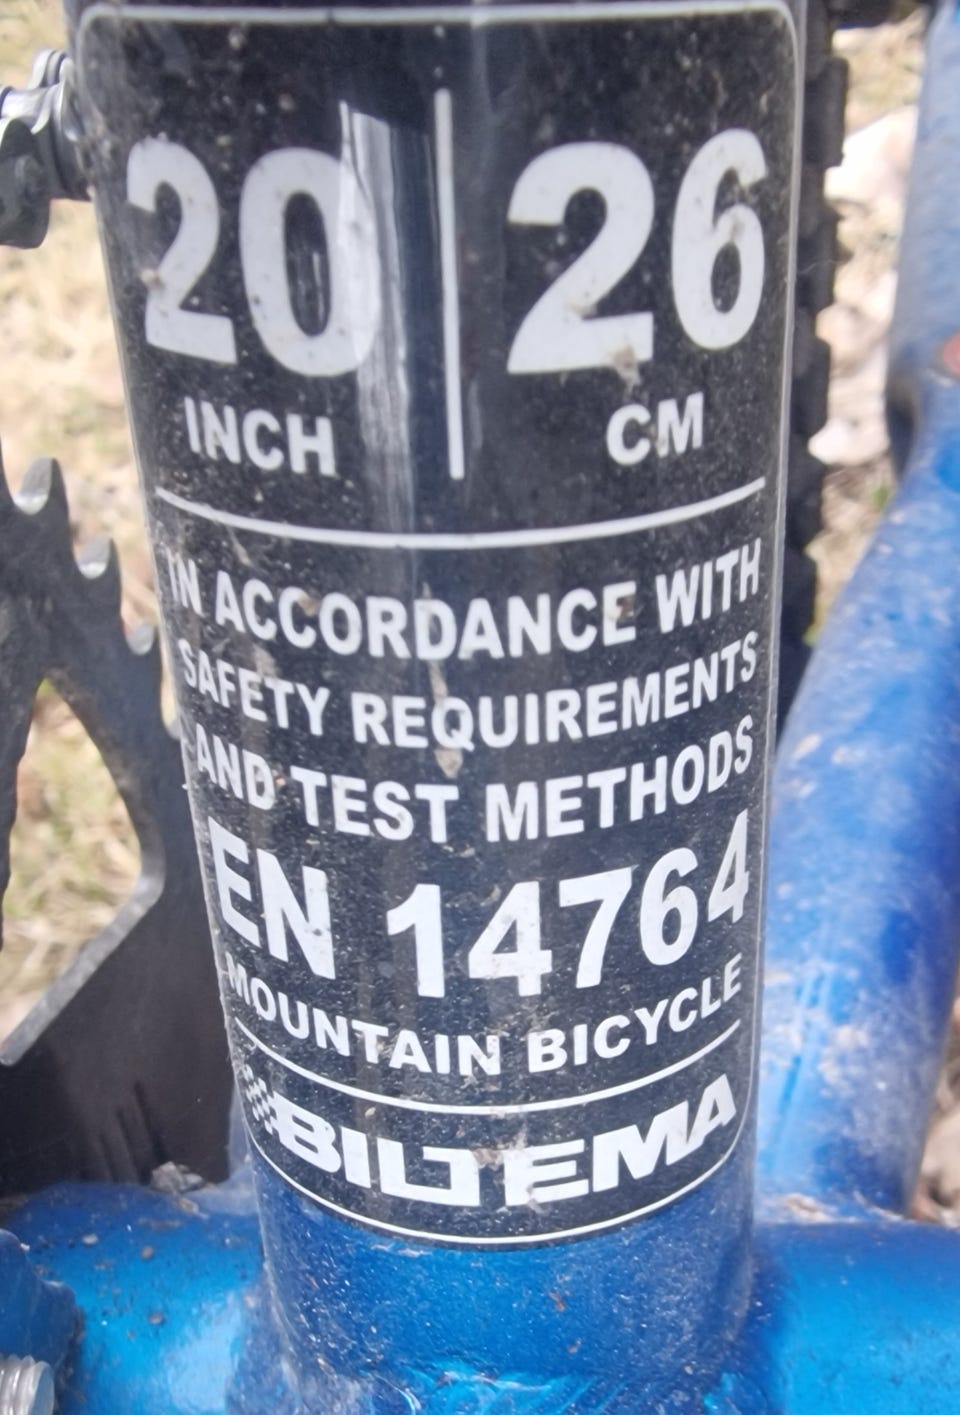 20 | 26
INCH CM
IN ACCORDANCE WITH
SAFETY REQUIREMENTS
AND TEST METHODS
EN 14764
MOUNTAIN BICYCLE
BILTEMA